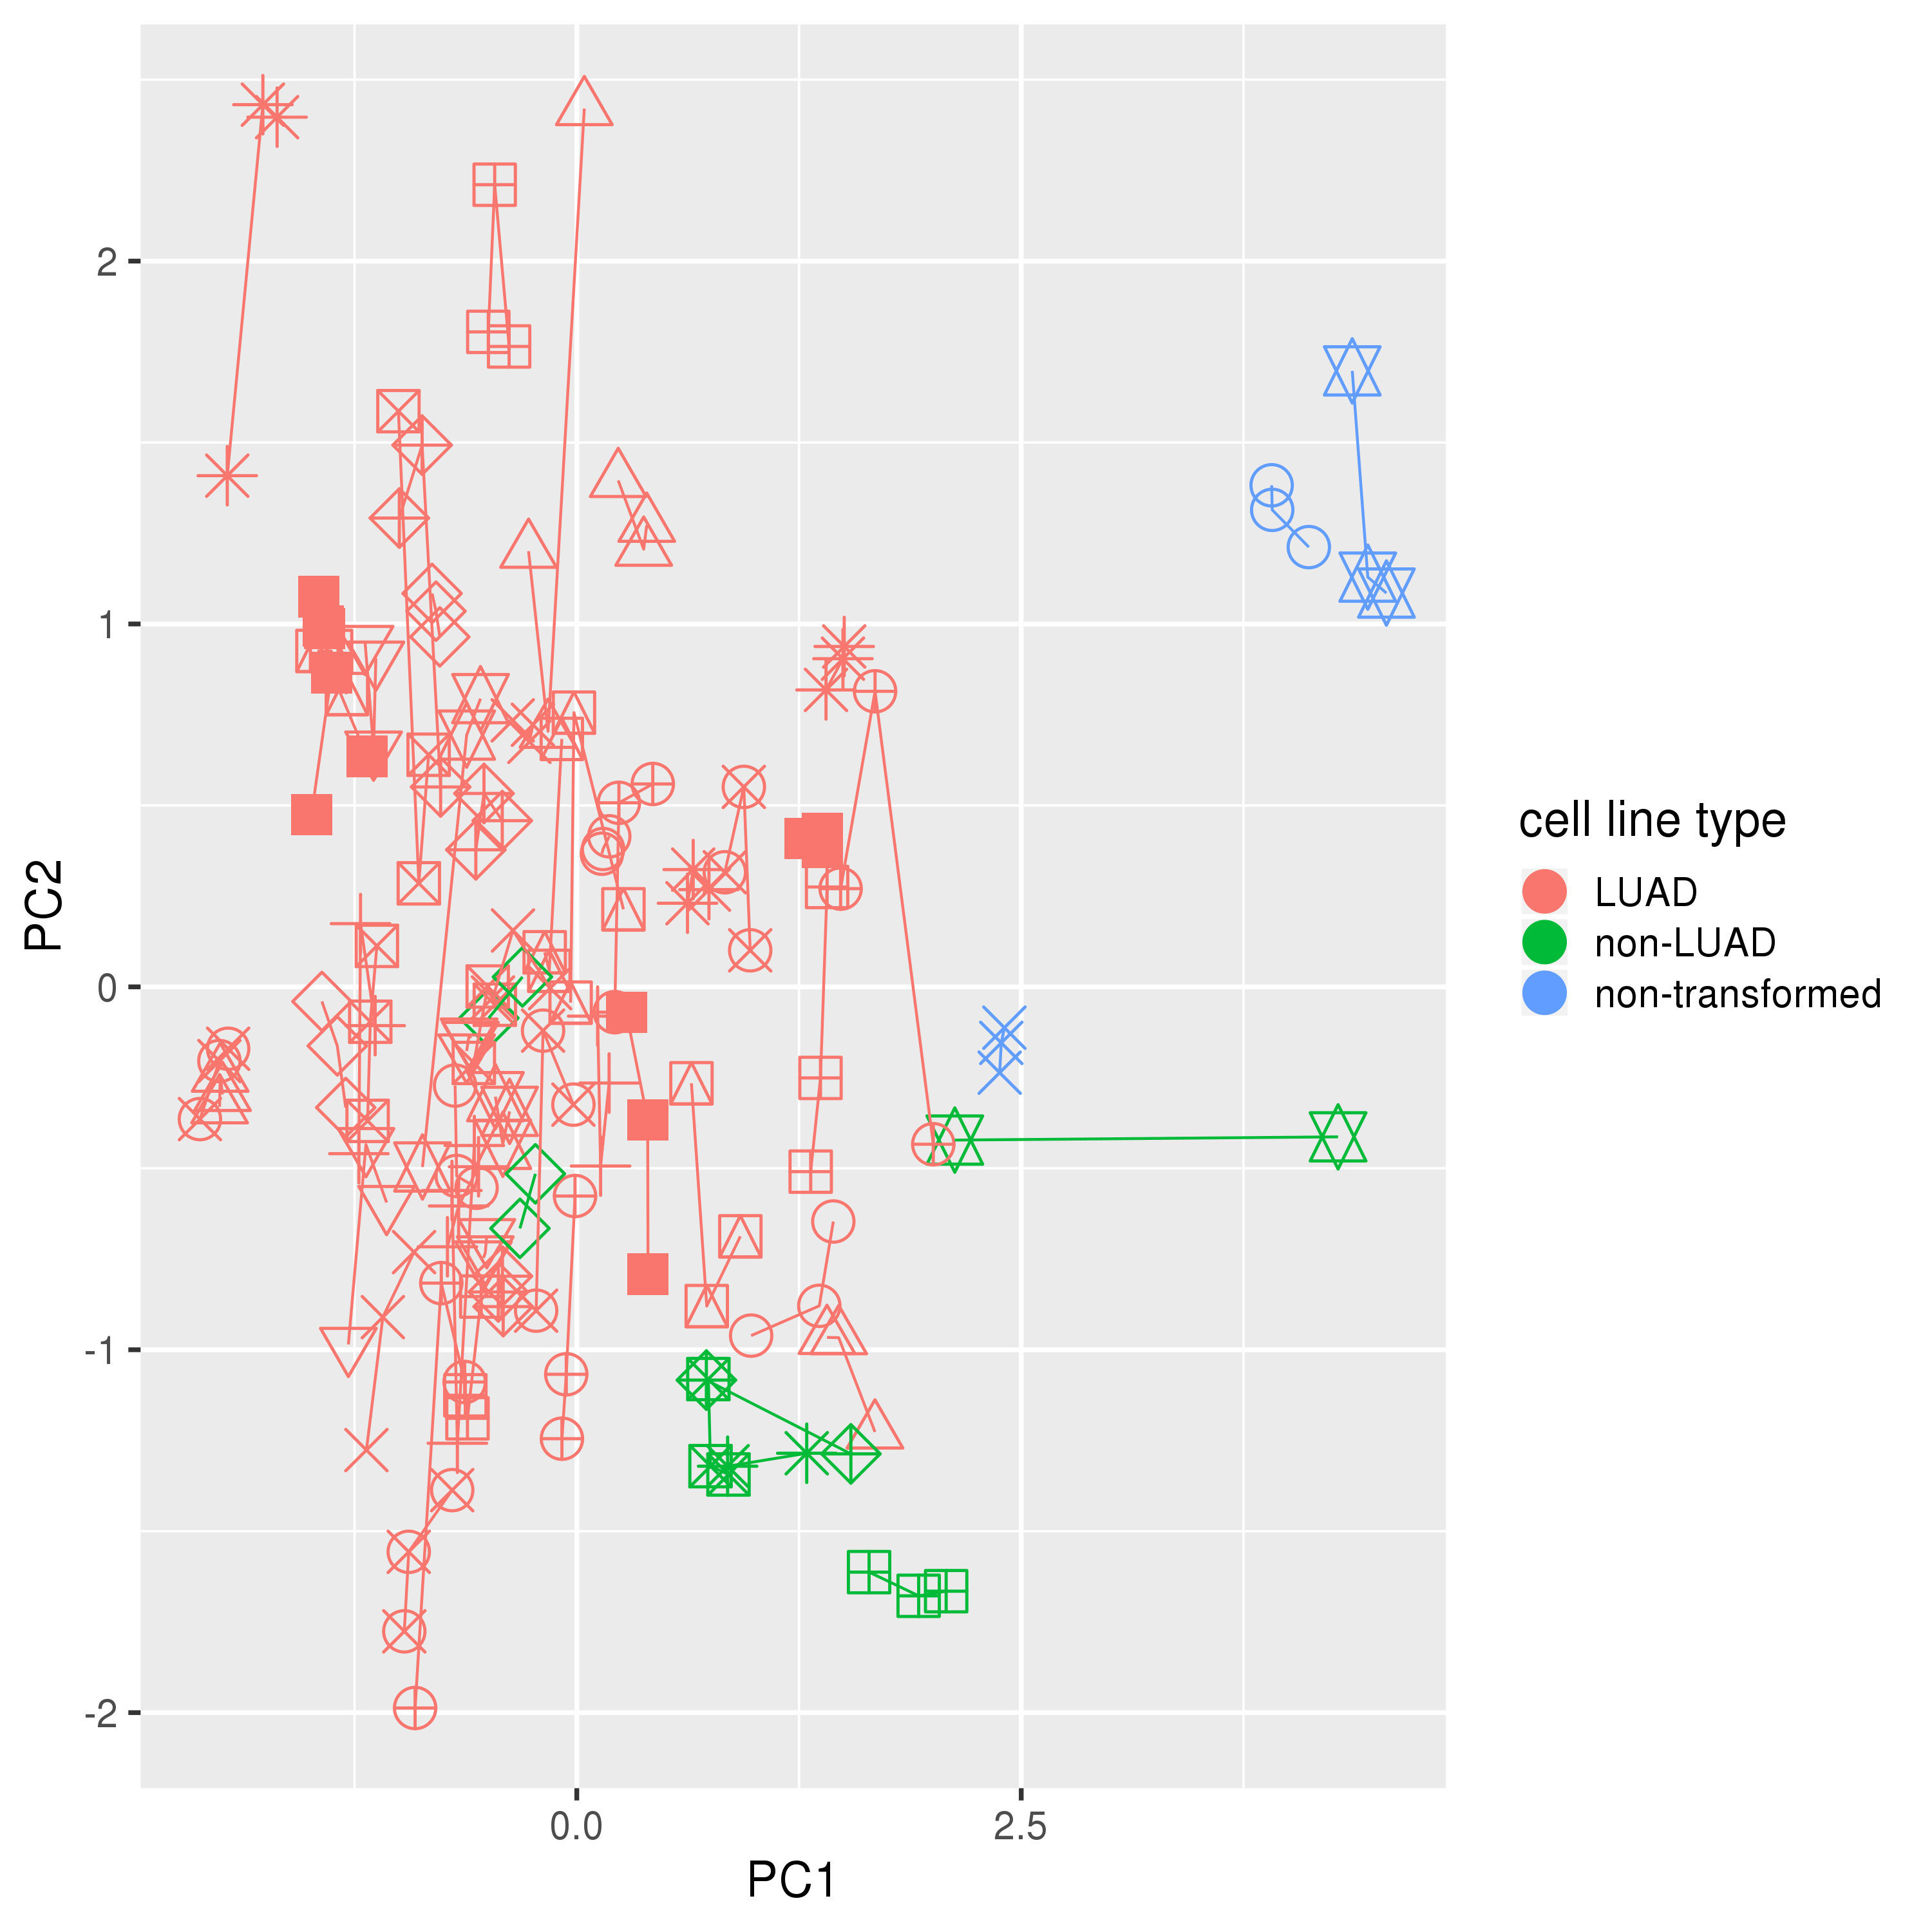 2
1
0
-1
-2
PC2
0.0
2.5
PC1
cell line type
LUAD
non-LUAD
non-transformed